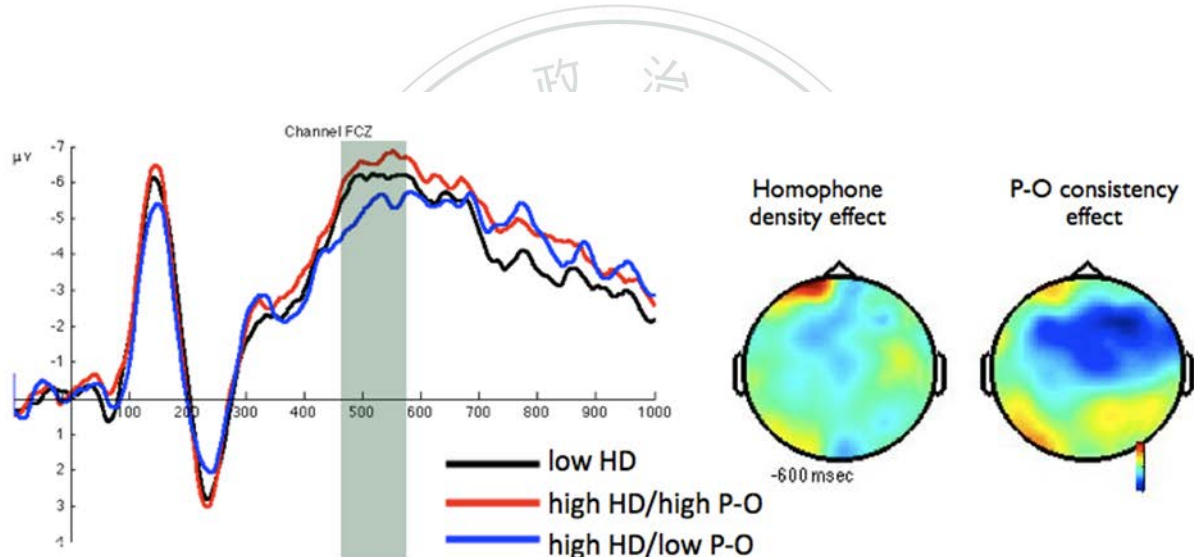 政 治
Channel FCZ
µV
-7
-6
-5
-4
-3
-2
-1
1
2
3
4
100 200 300 400 500 600 700 800 900 1000
low HD
high HD/high P-O
high HD/low P-O
Homophone
density effect
P-O consistency
effect
-600 msec